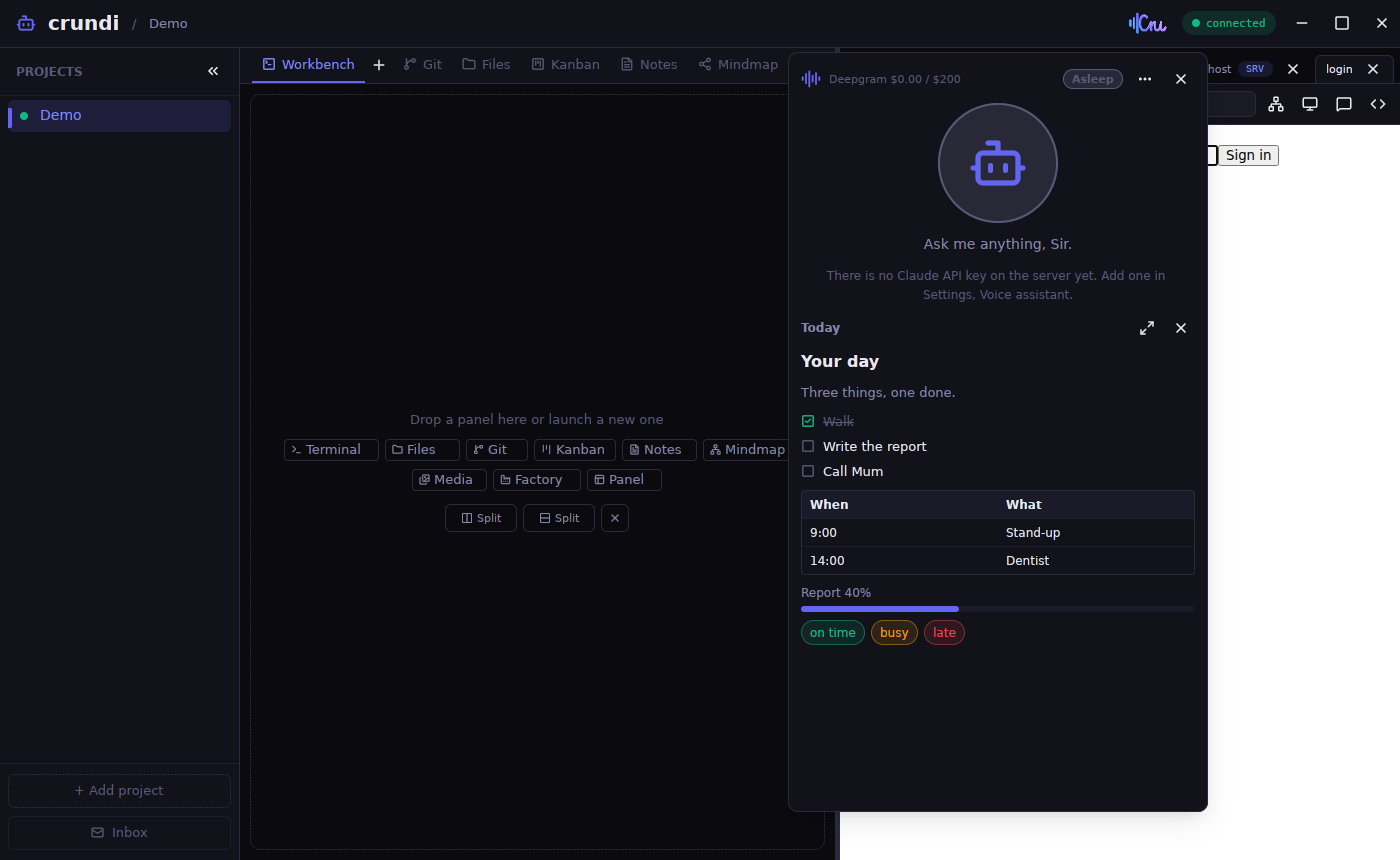 crundi / Demo
Cru
connected
PROJECTS
Demo
+ Add project
Inbox
Workbench + Git Files Kanban Notes Mindmap
Drop a panel here or launch a new one
Terminal Files Git Kanban Notes Mindmap
Media Factory Panel
Split Split
Deepgram $0.00 / $200 Asleep
Ask me anything, Sir.
There is no Claude API key on the server yet. Add one in
Settings, Voice assistant.
Today
Your day
Three things, one done.
Walk
Write the report
Call Mum
When What
9:00 Stand-up
14:00 Dentist
Report 40%
on time busy late
host SRV login
Sign in